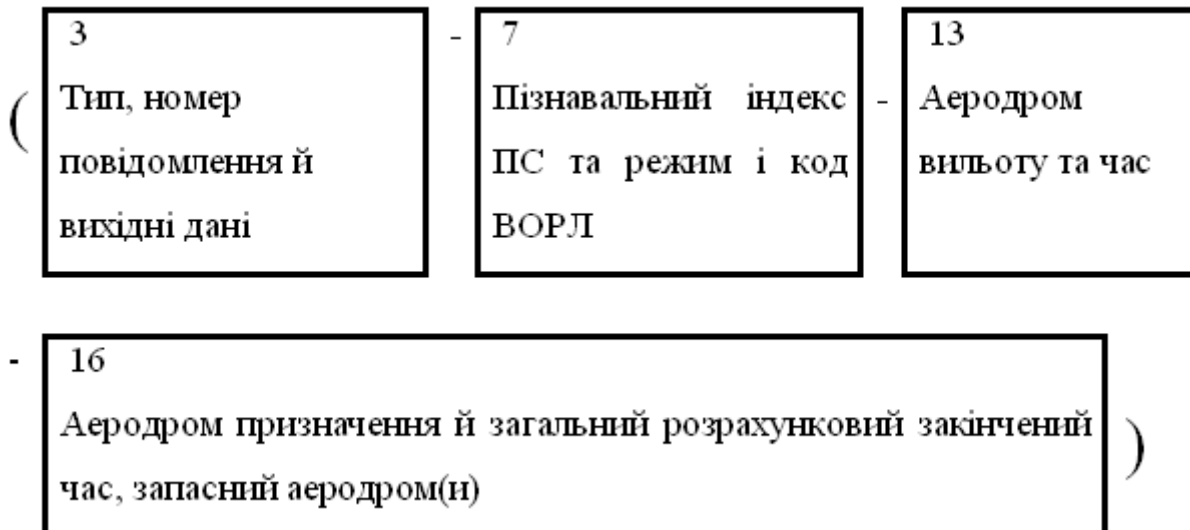 ( 3 - 7 - 13
Тип, номер повідомлення й вихідні дані
Пізнавальний індекс ПС та режим і код ВОРЛ
Аеродром вильоту та час
- 16
Аеродром призначення й загальний розрахунковий закінчений
час, запасний аеродром(и) )